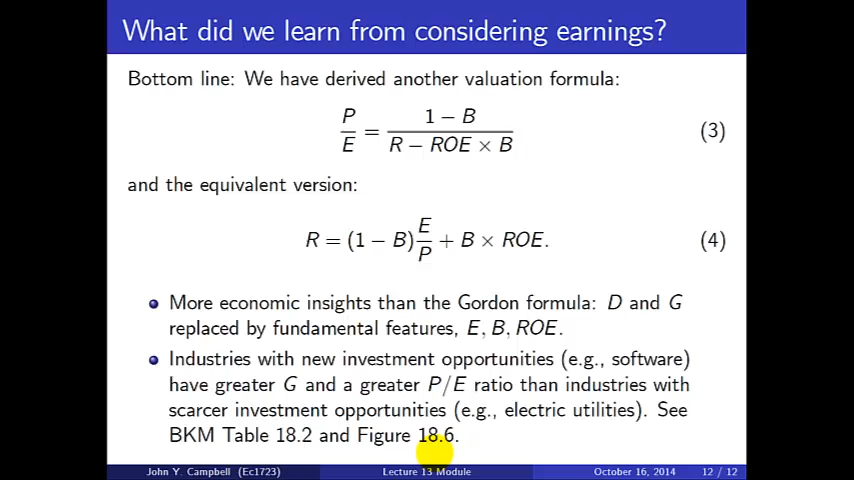 What did we learn from considering earnings?
Bottom line: We have derived another valuation formula:
P/E = (1 − B)/(R − ROE × B) (3)
and the equivalent version:
R = (1 − B) E/P + B × ROE. (4)
More economic insights than the Gordon formula: D and G
replaced by fundamental features, E, B, ROE.
Industries with new investment opportunities (e.g., software)
have greater G and a greater P/E ratio than industries with
scarcer investment opportunities (e.g., electric utilities). See
BKM Table 18.2 and Figure 18.6.
John Y. Campbell (Ec1723) Lecture 13 Module October 16, 2014 12 / 12